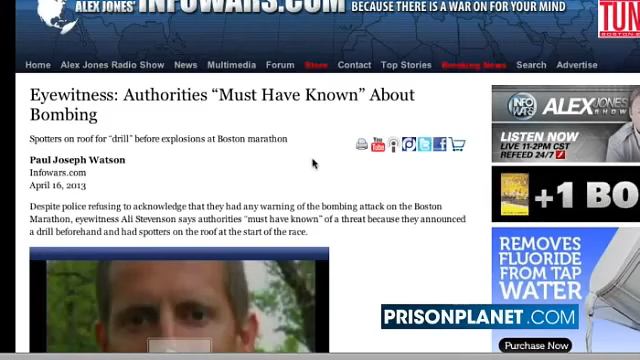 ALEX JONES' INFOWARS.COM BECAUSE THERE IS A WAR ON FOR YOUR MIND
TUN
Home Alex Jones Radio Show News Multimedia Forum Store Contact Top Stories Breaking News Search Advertise
Eyewitness: Authorities “Must Have Known” About
Bombing
Spotters on roof for “drill” before explosions at Boston marathon
You
Tube
Paul Joseph Watson
Infowars.com
April 16, 2013
Despite police refusing to acknowledge that they had any warning of the bombing attack on the Boston
Marathon, eyewitness Ali Stevenson says authorities “must have known” of a threat because they announced
a drill beforehand and had spotters on the roof at the start of the race.
INFO
WARS
ALEX JONES
SHOW
LISTEN NOW
LIVE 11-2PM CST
REFEED 24/7
+1 BO
REMOVES
FLUORIDE
FROM TAP
WATER
Purchase Now
PRISONPLANET.COM